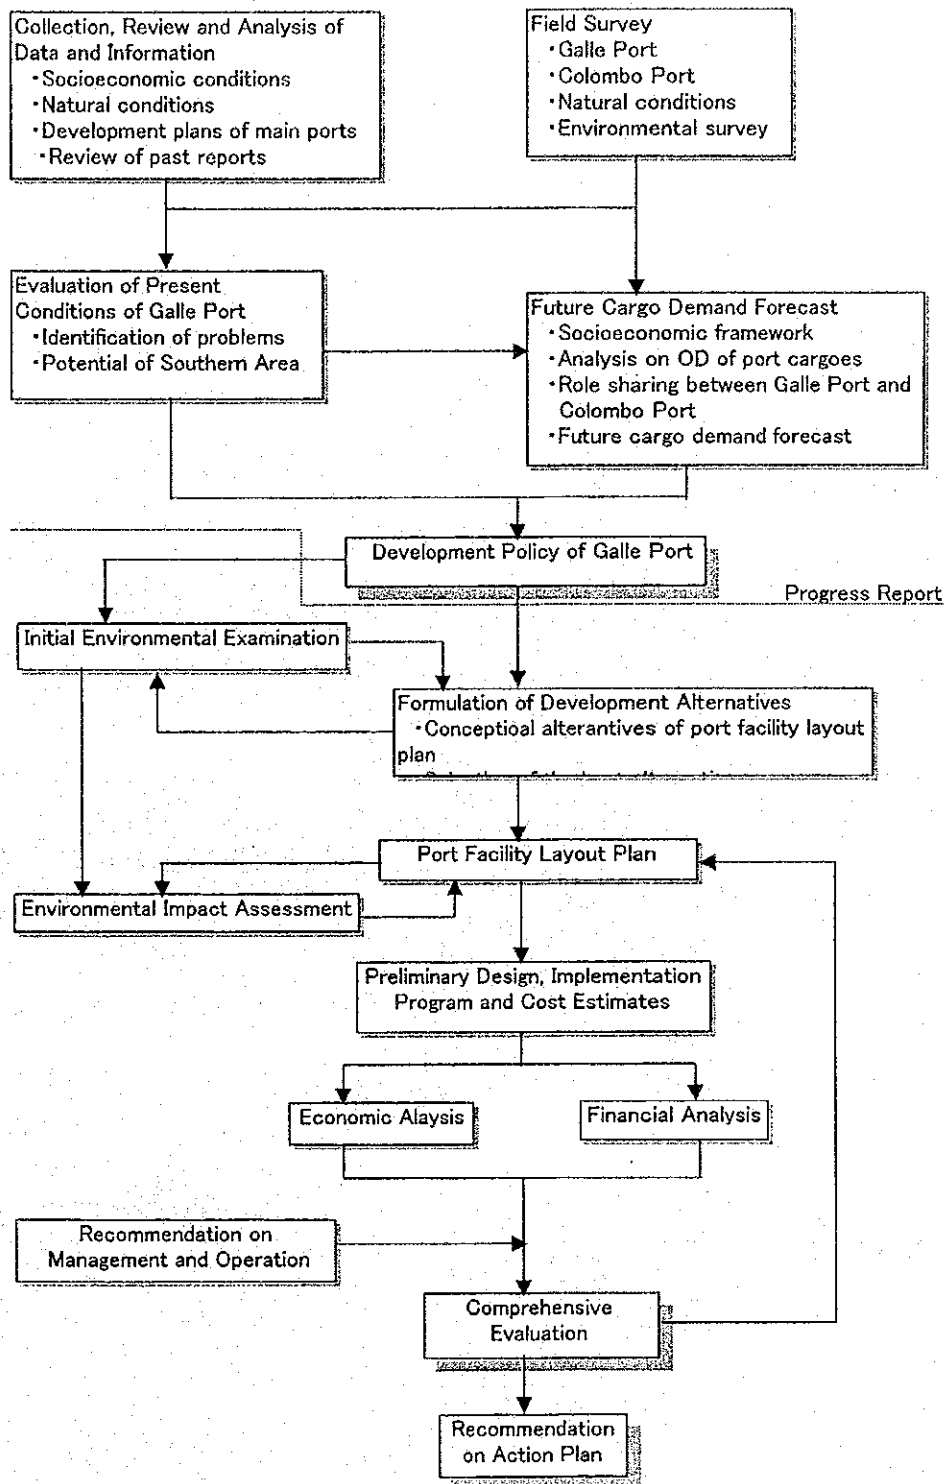 Collection, Review and Analysis of
Data and Information
・Socioeconomic conditions
・Natural conditions
・Development plans of main ports
・Review of past reports
Field Survey
・Galle Port
・Colombo Port
・Natural conditions
・Environmental survey
Evaluation of Present
Conditions of Galle Port
・Identification of problems
・Potential of Southern Area
Future Cargo Demand Forecast
・Socioeconomic framework
・Analysis on OD of port cargoes
・Role sharing between Galle Port and
Colombo Port
・Future cargo demand forecast
Development Policy of Galle Port
Progress Report
Initial Environmental Examination
Formulation of Development Alternatives
・Conceptioal alterantives of port facility layout
plan
Port Facility Layout Plan
Environmental Impact Assessment
Preliminary Design, Implementation
Program and Cost Estimates
Economic Alaysis
Financial Analysis
Recommendation on
Management and Operation
Comprehensive
Evaluation
Recommendation
on Action Plan